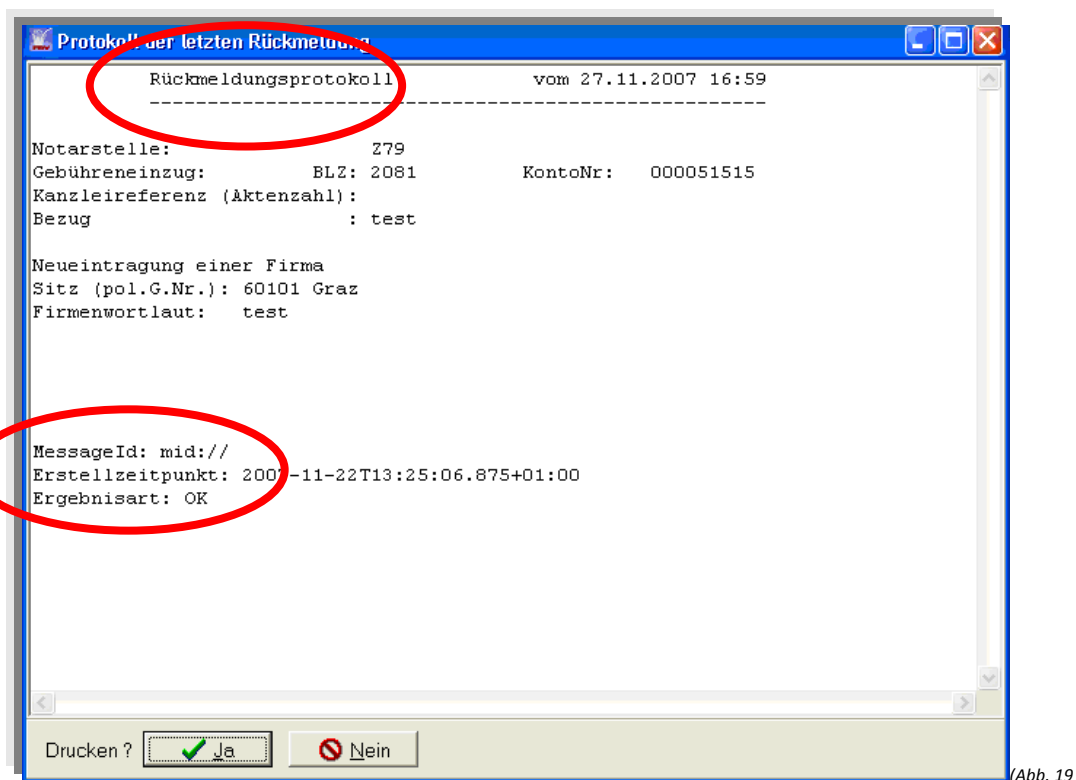 Protokoll der letzten Rückmeldung
Rückmeldungsprotokoll vom 27.11.2007 16:59
-----------------------------------------------------
Notarstelle: Z79
Gebühreneinzug: BLZ: 2081 KontoNr: 000051515
Kanzleireferenz (Aktenzahl):
Bezug : test
Neueintragung einer Firma
Sitz (pol.G.Nr.): 60101 Graz
Firmenwortlaut: test
MessageId: mid://
Erstellzeitpunkt: 2007-11-22T13:25:06.875+01:00
Ergebnisart: OK
Drucken ? Ja Nein
(Abb. 19